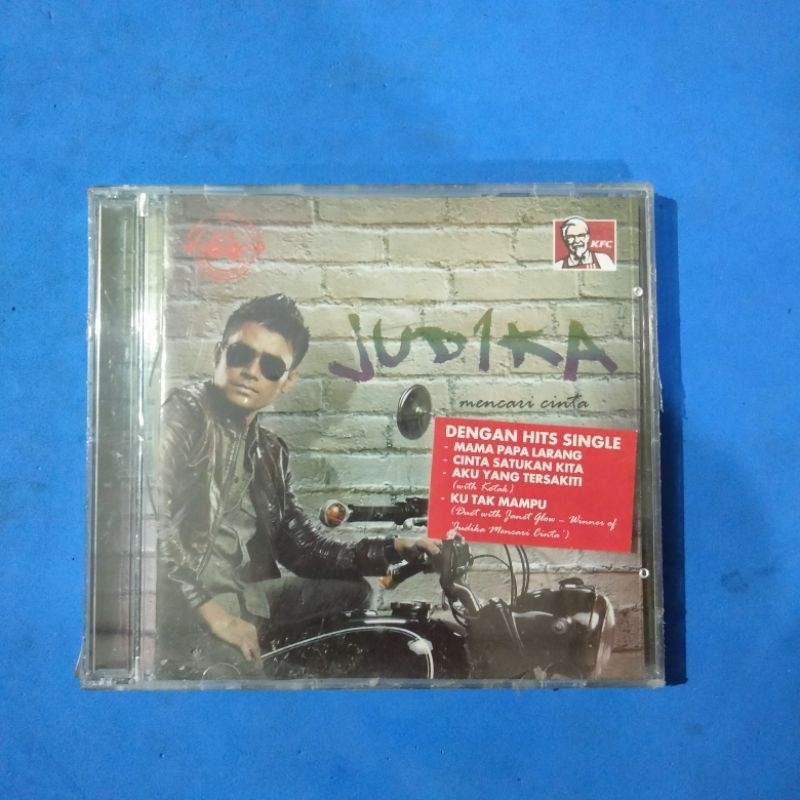 KFC
JUDIKA
mencari cinta
DENGAN HITS SINGLE
- MAMA PAPA LARANG
- CINTA SATUKAN KITA
- AKU YANG TERSAKITI
(with Kotak)
- KU TAK MAMPU
(Duet with Janet Glow – Winner of
'Judika Mencari Cinta')